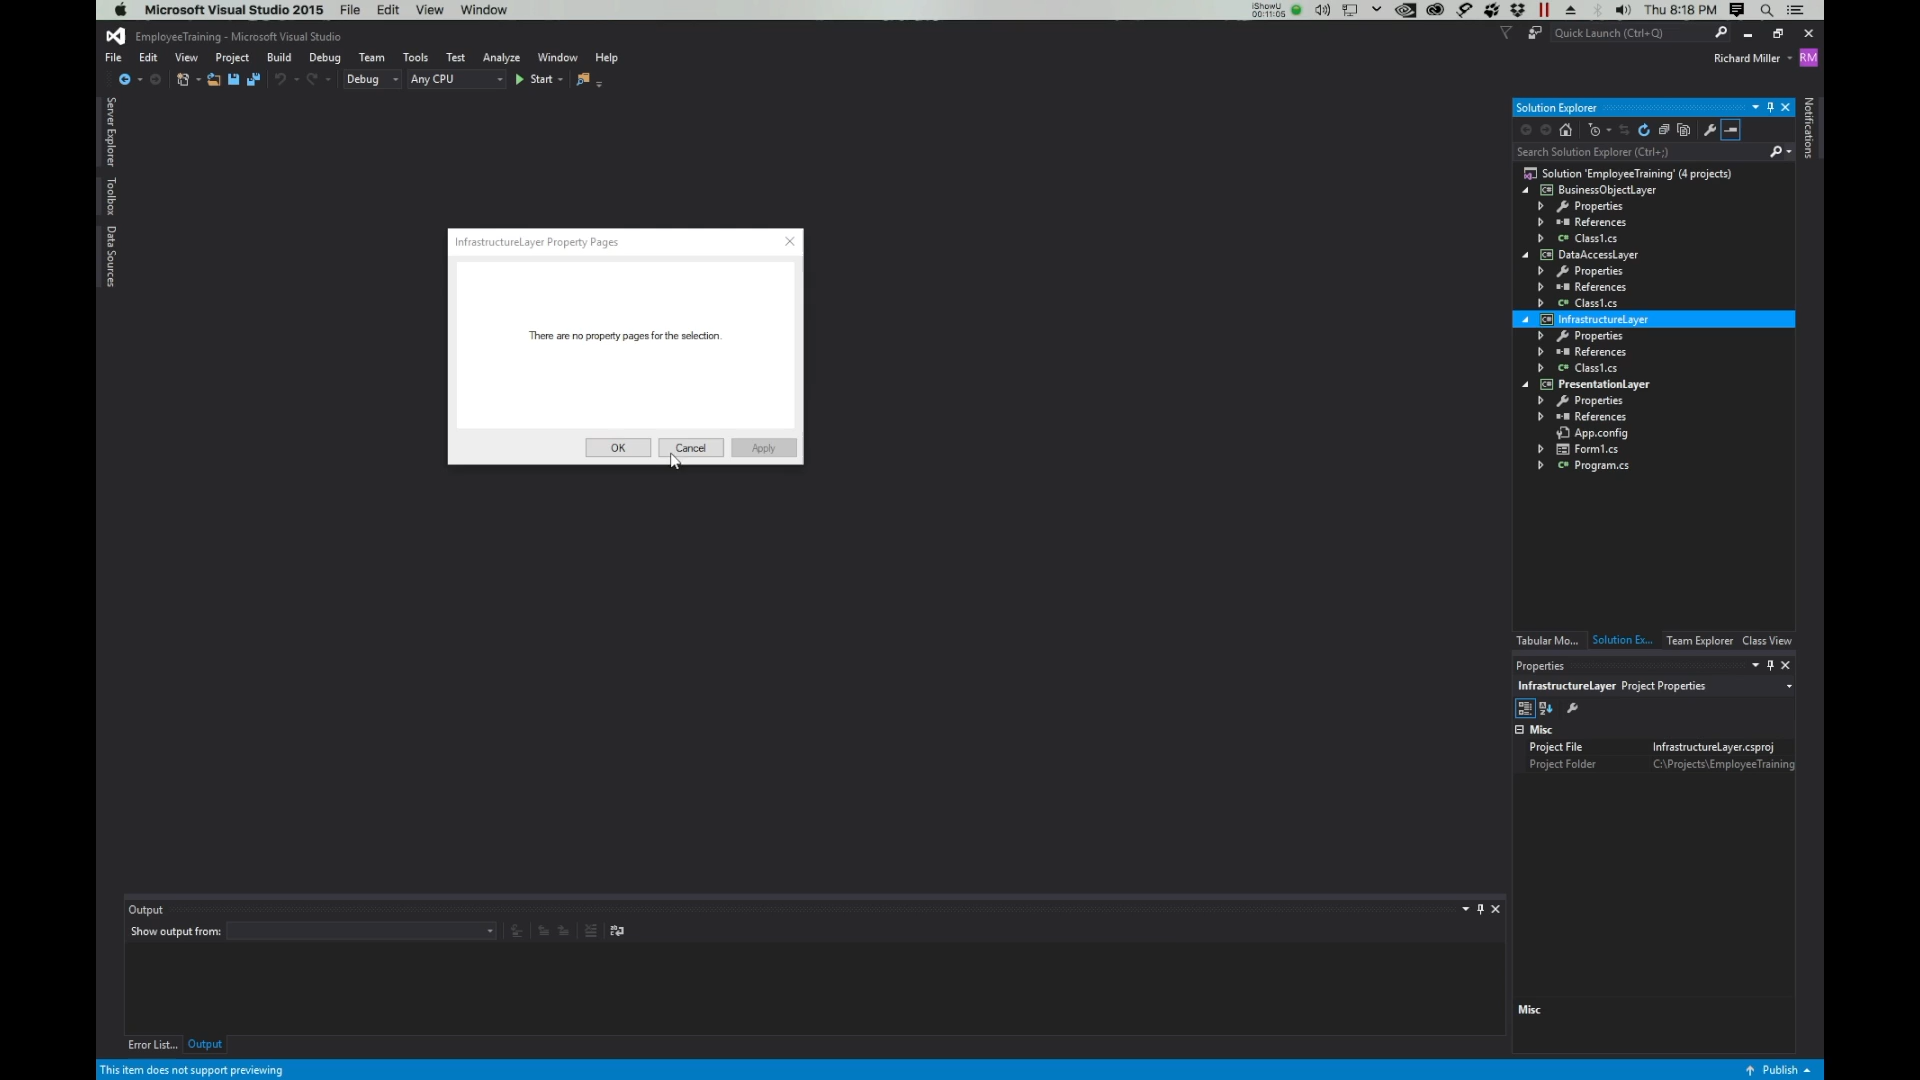 Microsoft Visual Studio 2015 File Edit View Window
iShowU
00:11:05
Thu 8:18 PM
EmployeeTraining - Microsoft Visual Studio
Quick Launch (Ctrl+Q)
File Edit View Project Build Debug Team Tools Test Analyze Window Help
Richard Miller RM
Debug Any CPU Start
Server Explorer
Toolbox
Data Sources
InfrastructureLayer Property Pages
There are no property pages for the selection.
OK Cancel Apply
Solution Explorer
Search Solution Explorer (Ctrl+;)
Solution 'EmployeeTraining' (4 projects)
BusinessObjectLayer
Properties
References
Class1.cs
DataAccessLayer
Properties
References
Class1.cs
InfrastructureLayer
Properties
References
Class1.cs
PresentationLayer
Properties
References
App.config
Form1.cs
Program.cs
Notifications
Tabular Mo... Solution Ex... Team Explorer Class View
Properties
InfrastructureLayer Project Properties
Misc
Project File InfrastructureLayer.csproj
Project Folder C:\Projects\EmployeeTraining
Misc
Output
Show output from:
Error List... Output
This item does not support previewing
Publish